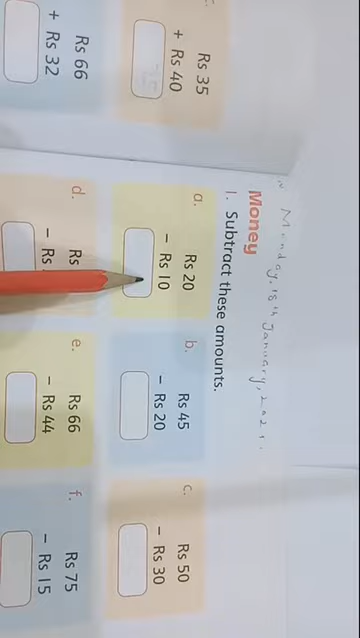 Rs 35
+ Rs 40
Rs 66
+ Rs 32
Monday, 18th January, 2021.
Money
1. Subtract these amounts.
a. Rs 20
- Rs 10
b. Rs 45
- Rs 20
c. Rs 50
- Rs 30
d. Rs
- Rs
e. Rs 66
- Rs 44
f. Rs 75
- Rs 15